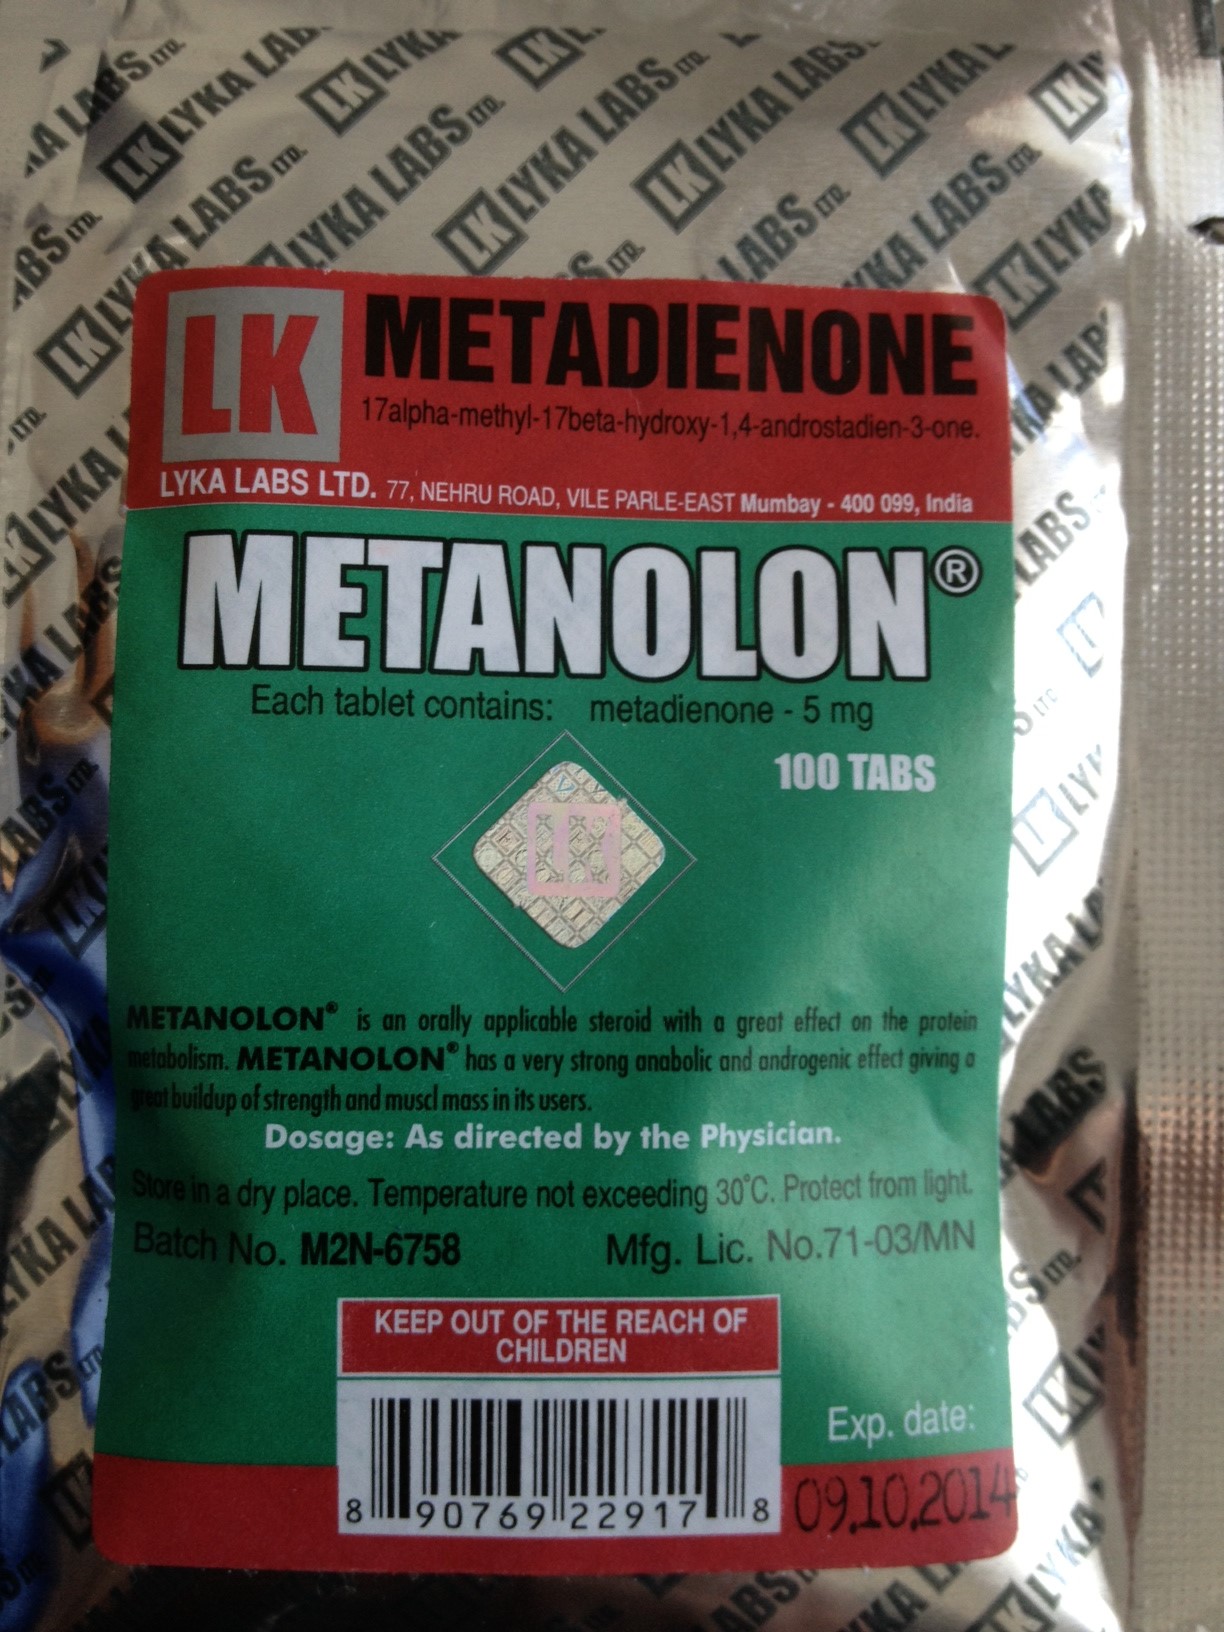 LK LYKA LABS LTD.
LK
METADIENONE
17alpha-methyl-17beta-hydroxy-1,4-androstadien-3-one.
LYKA LABS LTD. 77, NEHRU ROAD, VILE PARLE-EAST Mumbay - 400 099, India
METANOLON®
Each tablet contains: metadienone - 5 mg
100 TABS
METANOLON® is an orally applicable steroid with a great effect on the protein
metabolism. METANOLON® has a very strong anabolic and androgenic effect giving a
great buildup of strength and muscl mass in its users.
Dosage: As directed by the Physician.
Store in a dry place. Temperature not exceeding 30°C. Protect from light.
Batch No. M2N-6758 Mfg. Lic. No.71-03/MN
KEEP OUT OF THE REACH OF
CHILDREN
Exp. date:
8 90769 22917 8
09.10.2014